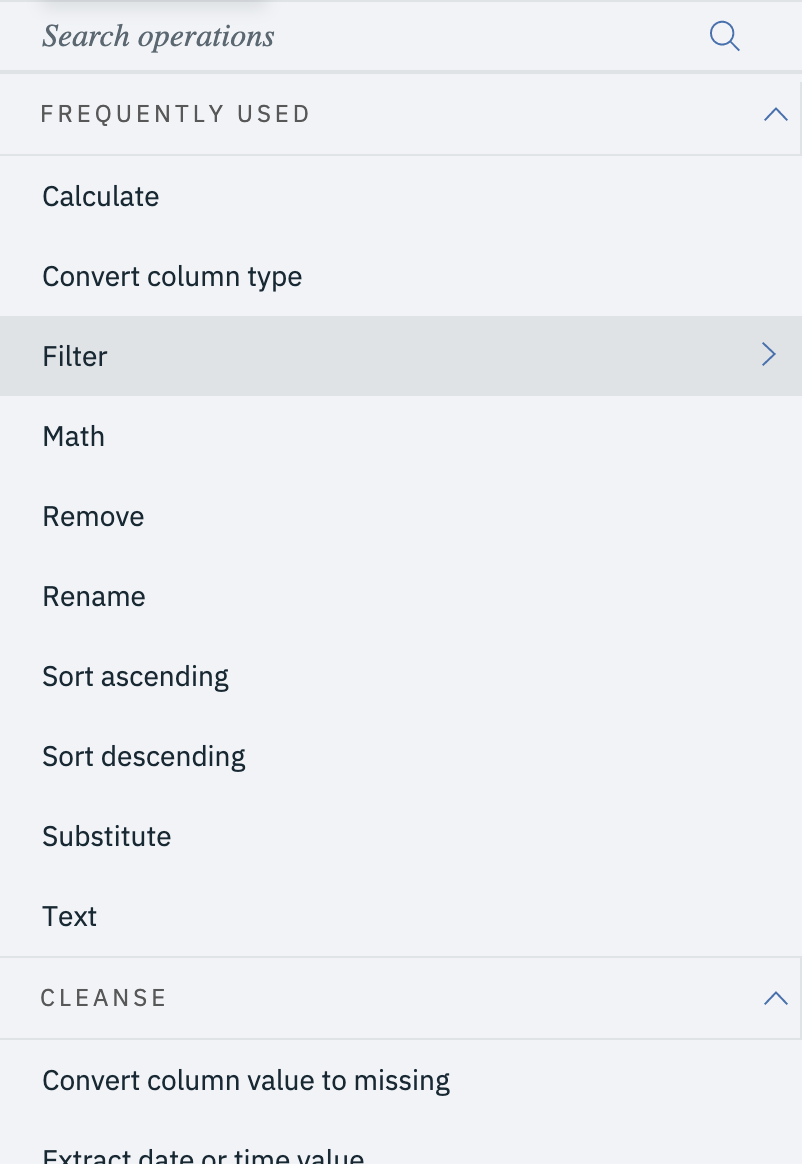 Search operations
FREQUENTLY USED
Calculate
Convert column type
Filter
Math
Remove
Rename
Sort ascending
Sort descending
Substitute
Text
CLEANSE
Convert column value to missing
Extract date or time value